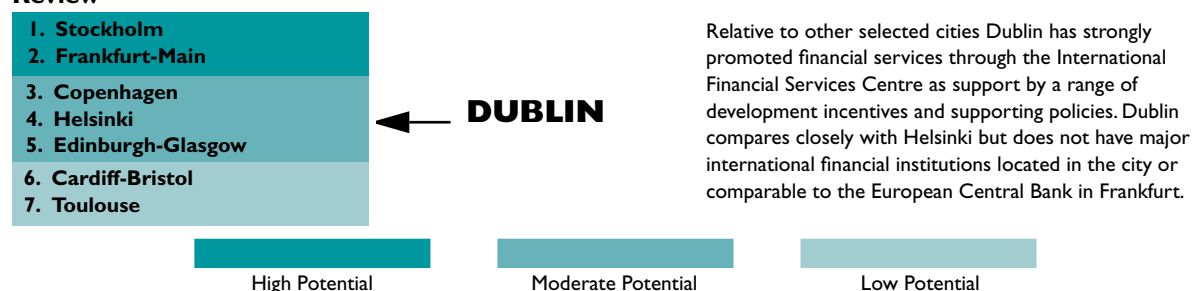 Review
1. Stockholm
2. Frankfurt-Main
3. Copenhagen
4. Helsinki
5. Edinburgh-Glasgow
6. Cardiff-Bristol
7. Toulouse
DUBLIN
Relative to other selected cities Dublin has strongly
promoted financial services through the International
Financial Services Centre as support by a range of
development incentives and supporting policies. Dublin
compares closely with Helsinki but does not have major
international financial institutions located in the city or
comparable to the European Central Bank in Frankfurt.
High Potential
Moderate Potential
Low Potential